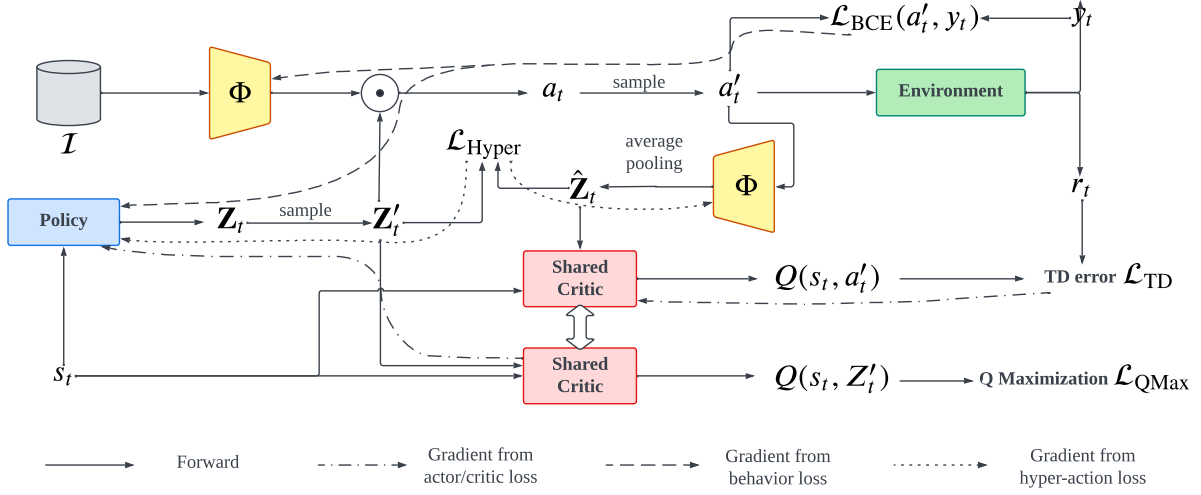 𝓛_BCE(a′_t, y_t)
y_t
Φ
a_t
sample
a′_t
Environment
𝓘
𝓛_Hyper
average
pooling
Φ
Ẑ_t
r_t
Policy
Z_t
sample
Z′_t
Shared
Critic
Q(s_t, a′_t)
TD error 𝓛_TD
s_t
Shared
Critic
Q(s_t, Z′_t)
Q Maximization 𝓛_QMax
Forward
Gradient from
actor/critic loss
Gradient from
behavior loss
Gradient from
hyper-action loss